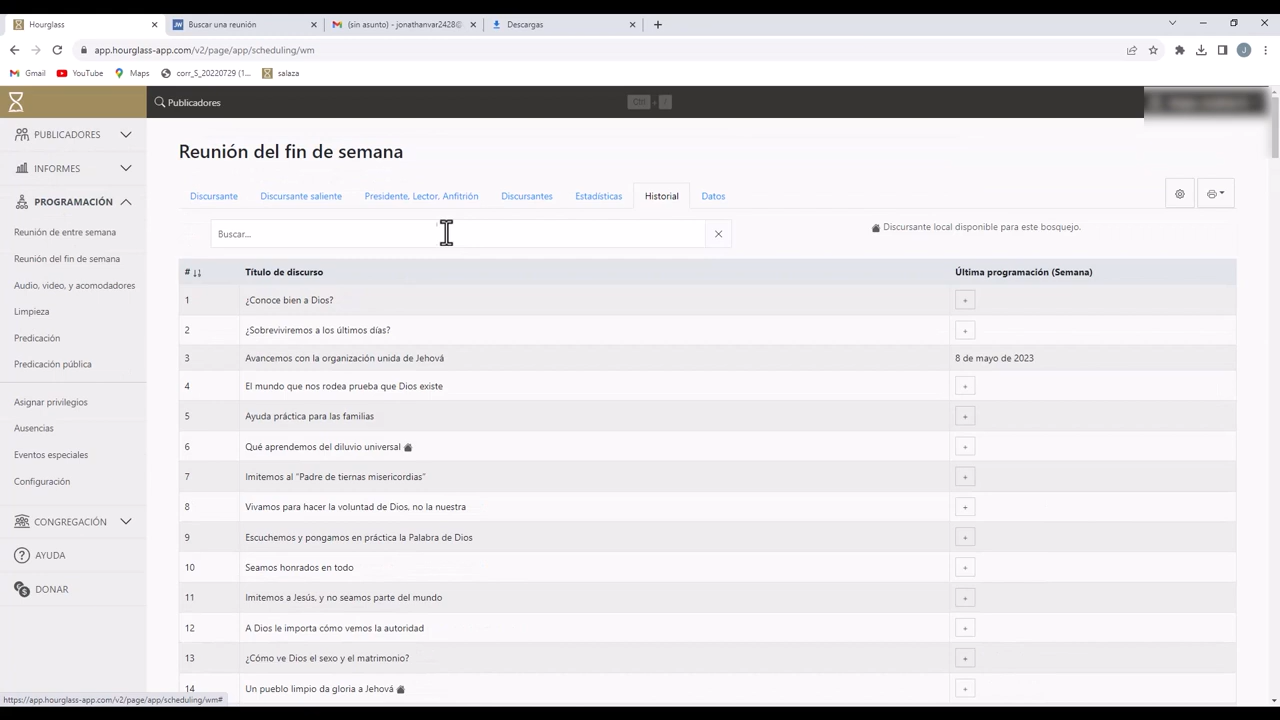 Hourglass
Buscar una reunión
(sin asunto) - jonathanvar2428@
Descargas
app.hourglass-app.com/v2/page/app/scheduling/wm
J
Gmail
YouTube
Maps
corr_S_20220729 (1...
salaza
Publicadores
Ctrl + /
PUBLICADORES
INFORMES
PROGRAMACIÓN
Reunión de entre semana
Reunión del fin de semana
Audio, video, y acomodadores
Limpieza
Predicación
Predicación pública
Asignar privilegios
Ausencias
Eventos especiales
Configuración
CONGREGACIÓN
AYUDA
DONAR
Reunión del fin de semana
Discursante
Discursante saliente
Presidente, Lector, Anfitrión
Discursantes
Estadísticas
Historial
Datos
Buscar...
Discursante local disponible para este bosquejo.
# Título de discurso Última programación (Semana)
1 ¿Conoce bien a Dios? +
2 ¿Sobreviviremos a los últimos días? +
3 Avancemos con la organización unida de Jehová 8 de mayo de 2023
4 El mundo que nos rodea prueba que Dios existe +
5 Ayuda práctica para las familias +
6 Qué aprendemos del diluvio universal +
7 Imitemos al "Padre de tiernas misericordias" +
8 Vivamos para hacer la voluntad de Dios, no la nuestra +
9 Escuchemos y pongamos en práctica la Palabra de Dios +
10 Seamos honrados en todo +
11 Imitemos a Jesús, y no seamos parte del mundo +
12 A Dios le importa cómo vemos la autoridad +
13 ¿Cómo ve Dios el sexo y el matrimonio? +
14 Un pueblo limpio da gloria a Jehová +
https://app.hourglass-app.com/v2/page/app/scheduling/wm#